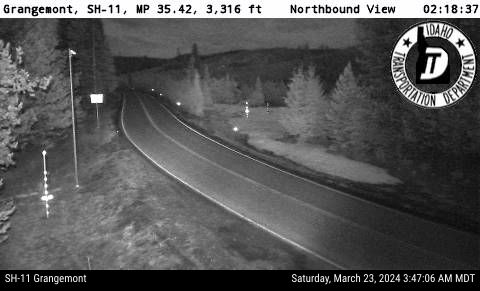 Grangemont, SH-11, MP 35.42, 3,316 ft Northbound View 02:18:37
IDAHO
TRANSPORTATION DEPARTMENT
SH-11 Grangemont Saturday, March 23, 2024 3:47:06 AM MDT